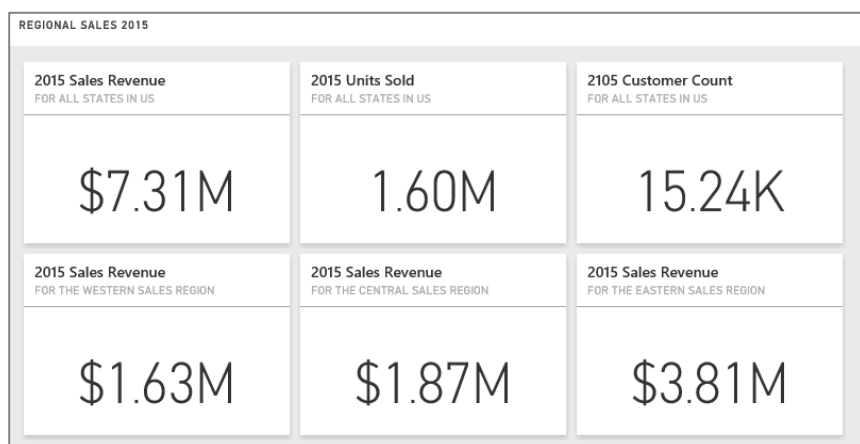 REGIONAL SALES 2015
2015 Sales Revenue
FOR ALL STATES IN US
$7.31M
2015 Units Sold
FOR ALL STATES IN US
1.60M
2105 Customer Count
FOR ALL STATES IN US
15.24K
2015 Sales Revenue
FOR THE WESTERN SALES REGION
$1.63M
2015 Sales Revenue
FOR THE CENTRAL SALES REGION
$1.87M
2015 Sales Revenue
FOR THE EASTERN SALES REGION
$3.81M